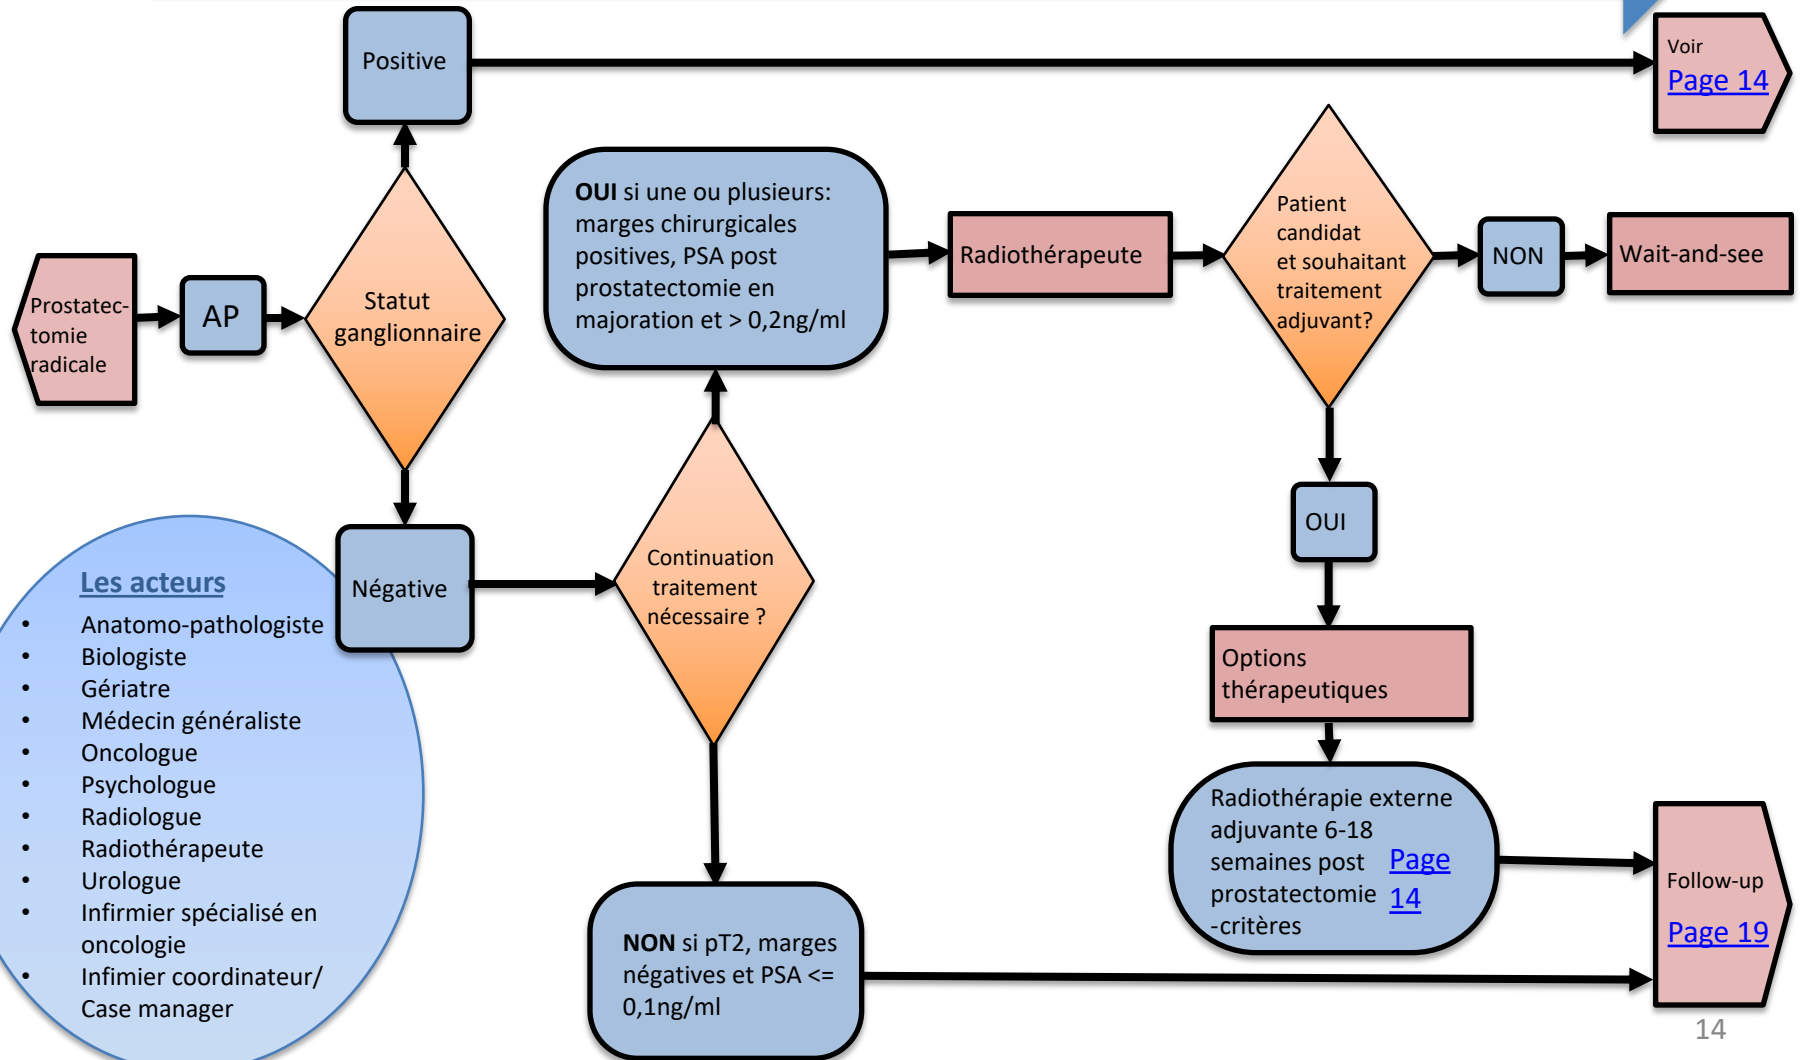 Positive
Voir
Page 14
Prostatec-
tomie
radicale
AP
Statut
ganglionnaire
OUI si une ou plusieurs:
marges chirurgicales
positives, PSA post
prostatectomie en
majoration et > 0,2ng/ml
Radiothérapeute
Patient
candidat
et souhaitant
traitement
adjuvant?
NON
Wait-and-see
OUI
Négative
Continuation
traitement
nécessaire ?
Options
thérapeutiques
Radiothérapie externe
adjuvante 6-18
semaines post
prostatectomie
-critères
Page
14
NON si pT2, marges
négatives et PSA <=
0,1ng/ml
Follow-up
Page 19
Les acteurs
• Anatomo-pathologiste
• Biologiste
• Gériatre
• Médecin généraliste
• Oncologue
• Psychologue
• Radiologue
• Radiothérapeute
• Urologue
• Infirmier spécialisé en
oncologie
• Infimier coordinateur/
Case manager
14